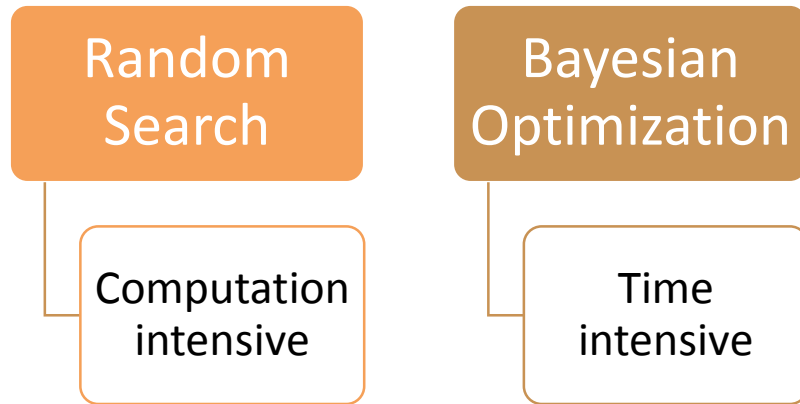 Random
Search
Computation
intensive
Bayesian
Optimization
Time
intensive